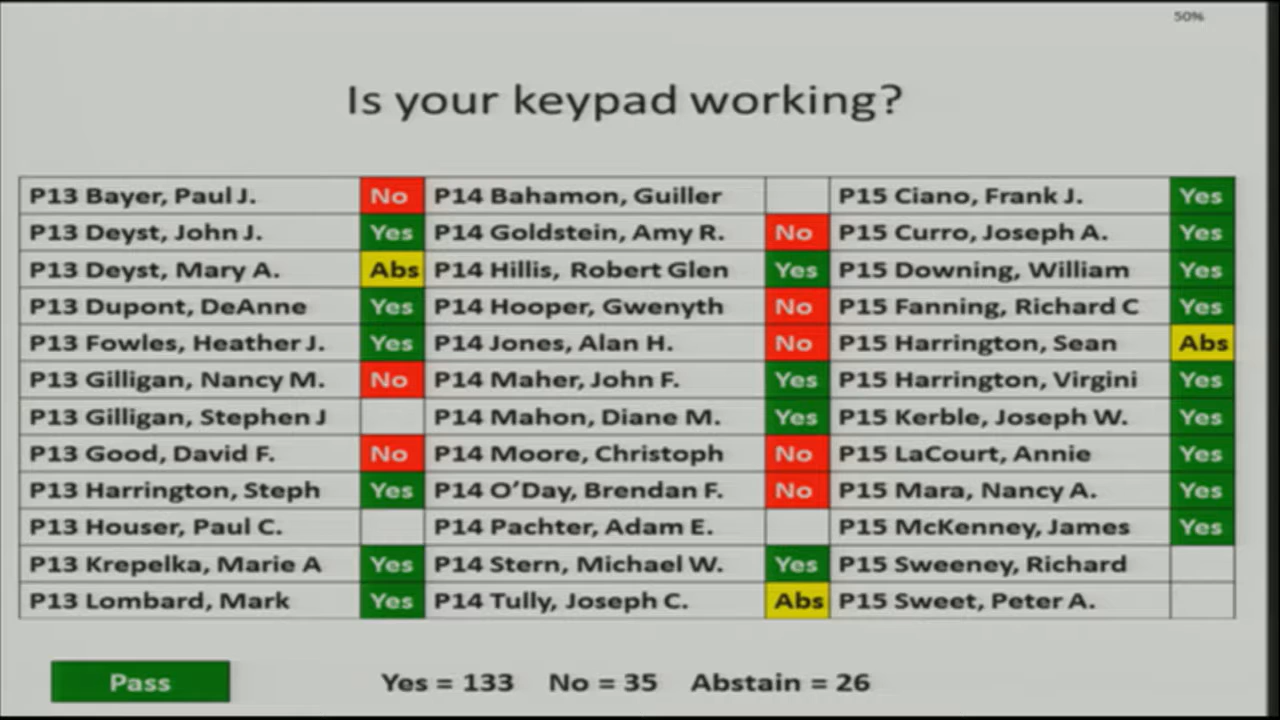 50%
Is your keypad working?
P13 Bayer, Paul J. No P14 Bahamon, Guiller P15 Ciano, Frank J. Yes
P13 Deyst, John J. Yes P14 Goldstein, Amy R. No P15 Curro, Joseph A. Yes
P13 Deyst, Mary A. Abs P14 Hillis, Robert Glen Yes P15 Downing, William Yes
P13 Dupont, DeAnne Yes P14 Hooper, Gwenyth No P15 Fanning, Richard C Yes
P13 Fowles, Heather J. Yes P14 Jones, Alan H. No P15 Harrington, Sean Abs
P13 Gilligan, Nancy M. No P14 Maher, John F. Yes P15 Harrington, Virgini Yes
P13 Gilligan, Stephen J P14 Mahon, Diane M. Yes P15 Kerble, Joseph W. Yes
P13 Good, David F. No P14 Moore, Christoph No P15 LaCourt, Annie Yes
P13 Harrington, Steph Yes P14 O'Day, Brendan F. No P15 Mara, Nancy A. Yes
P13 Houser, Paul C. P14 Pachter, Adam E. P15 McKenney, James Yes
P13 Krepelka, Marie A Yes P14 Stern, Michael W. Yes P15 Sweeney, Richard
P13 Lombard, Mark Yes P14 Tully, Joseph C. Abs P15 Sweet, Peter A.
Pass Yes = 133 No = 35 Abstain = 26